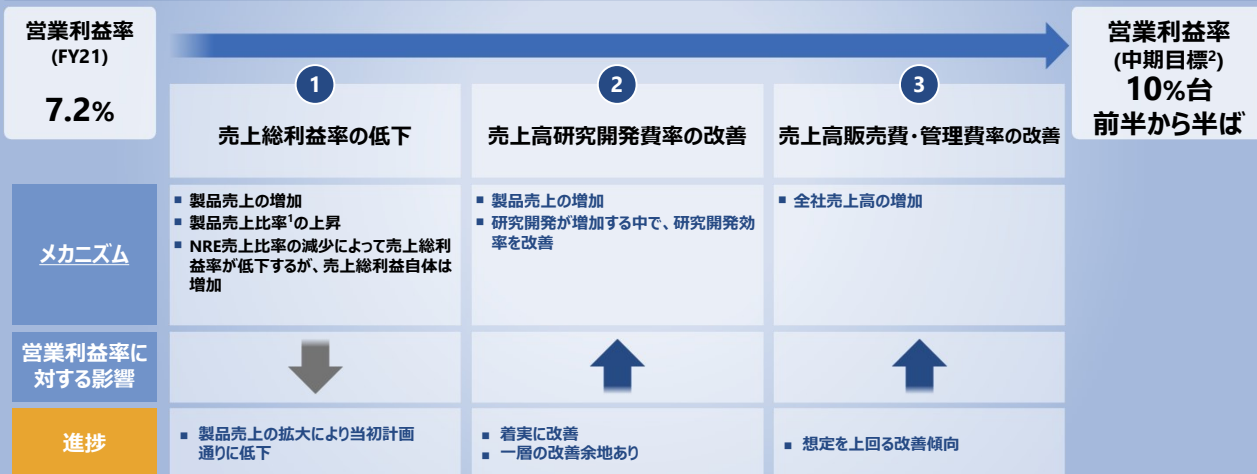 営業利益率
(FY21)
7.2%
営業利益率
(中期目標2)
10%台
前半から半ば
1
売上総利益率の低下
2
売上高研究開発費率の改善
3
売上高販売費・管理費率の改善
メカニズム
■ 製品売上の増加
■ 製品売上比率1の上昇
■ NRE売上比率の減少によって売上総利
益率が低下するが、売上総利益自体は
増加
■ 製品売上の増加
■ 研究開発が増加する中で、研究開発効
率を改善
■ 全社売上高の増加
営業利益率に
対する影響
進捗
■ 製品売上の拡大により当初計画
通りに低下
■ 着実に改善
■ 一層の改善余地あり
■ 想定を上回る改善傾向